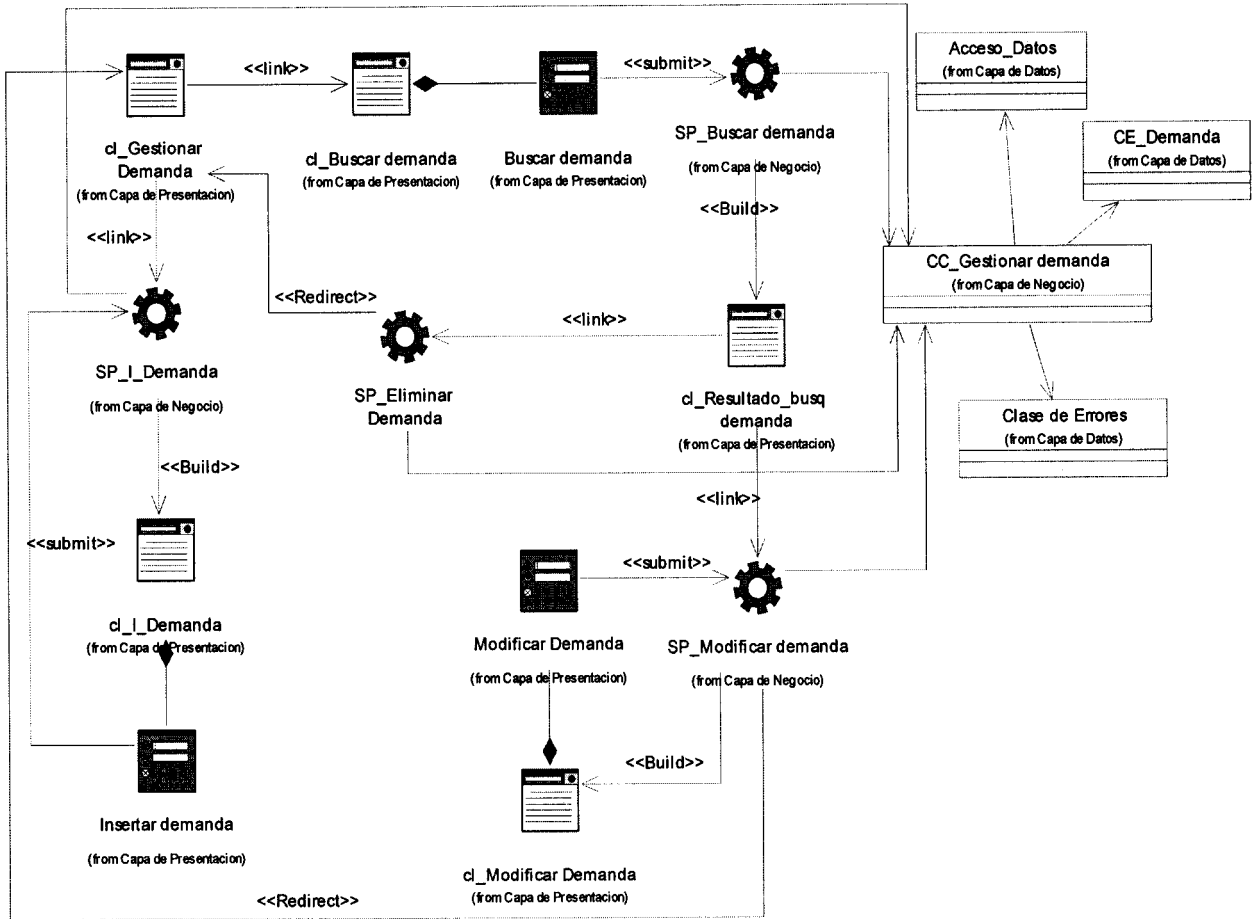 Acceso_Datos
(from Capa de Datos)
<<link>>
<<submit>>
CE_Demanda
(from Capa de Datos)
cl_Gestionar
Demanda
(from Capa de Presentacion)
cl_Buscar demanda
(from Capa de Presentacion)
Buscar demanda
(from Capa de Presentacion)
SP_Buscar demanda
(from Capa de Negocio)
<<link>>
<<Build>>
CC_Gestionar demanda
(from Capa de Negocio)
<<Redirect>>
<<link>>
SP_I_Demanda
(from Capa de Negocio)
SP_Eliminar
Demanda
cl_Resultado_busq
demanda
(from Capa de Presentacion)
Clase de Errores
(from Capa de Datos)
<<Build>>
<<link>>
<<submit>>
<<submit>>
cl_I_Demanda
(from Capa de Presentacion)
Modificar Demanda
(from Capa de Presentacion)
SP_Modificar demanda
(from Capa de Negocio)
<<Build>>
Insertar demanda
(from Capa de Presentacion)
cl_Modificar Demanda
(from Capa de Presentacion)
<<Redirect>>